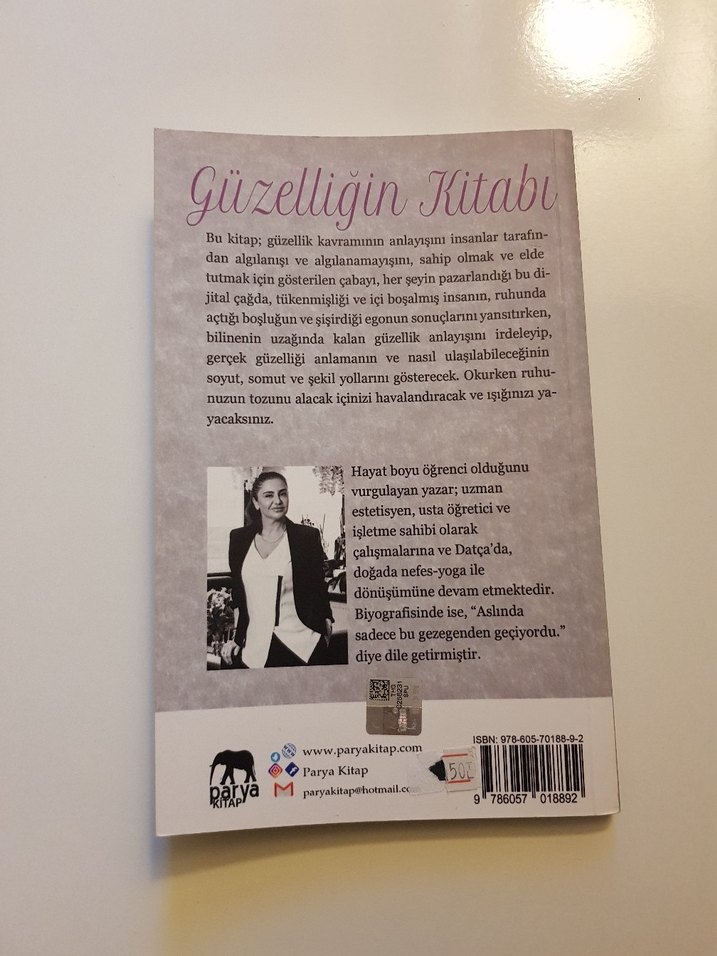 Güzelliğin Kitabı
Bu kitap; güzellik kavramının anlayışını insanlar tarafın-
dan algılanışı ve algılanamayışını, sahip olmak ve elde
tutmak için gösterilen çabayı, her şeyin pazarlandığı bu di-
jital çağda, tükenmişliği ve içi boşalmış insanın, ruhunda
açtığı boşluğun ve şişirdiği egonun sonuçlarını yansıtırken,
bilinenin uzağında kalan güzellik anlayışını irdeleyip,
gerçek güzelliği anlamanın ve nasıl ulaşılabileceğinin
soyut, somut ve şekil yollarını gösterecek. Okurken ruhu-
nuzun tozunu alacak içinizi havalandıracak ve ışığınızı ya-
yacaksınız.
Hayat boyu öğrenci olduğunu
vurgulayan yazar; uzman
estetisyen, usta öğretici ve
işletme sahibi olarak
çalışmalarına ve Datça'da,
doğada nefes-yoga ile
dönüşümüne devam etmektedir.
Biyografisinde ise, "Aslında
sadece bu gezegenden geçiyordu."
diye dile getirmiştir.
parya
KİTAP
www.paryakitap.com
Parya Kitap
paryakitap@hotmail.co
50₺
ISBN: 978-605-70188-9-2
9 786057 018892